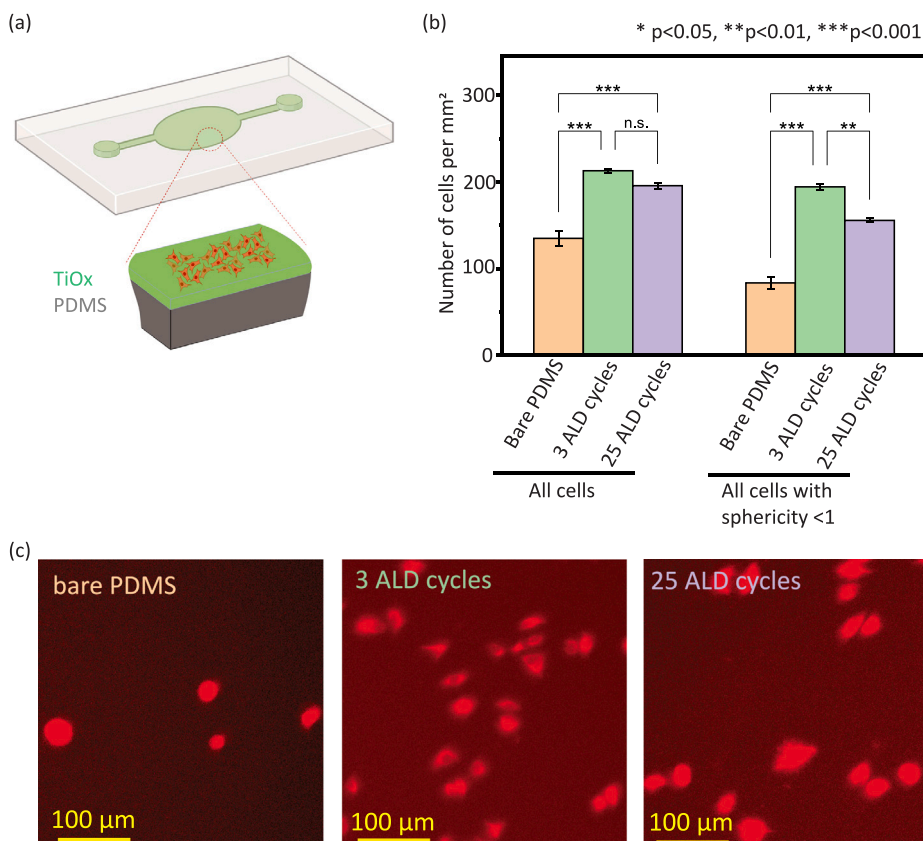 (a)
TiOx
PDMS
(b)
* p<0.05, **p<0.01, ***p<0.001
Number of cells per mm²
300
200
100
0
***
***
n.s.
***
***
**
Bare PDMS
3 ALD cycles
25 ALD cycles
Bare PDMS
3 ALD cycles
25 ALD cycles
All cells
All cells with
sphericity <1
(c)
bare PDMS
100 µm
3 ALD cycles
100 µm
25 ALD cycles
100 µm